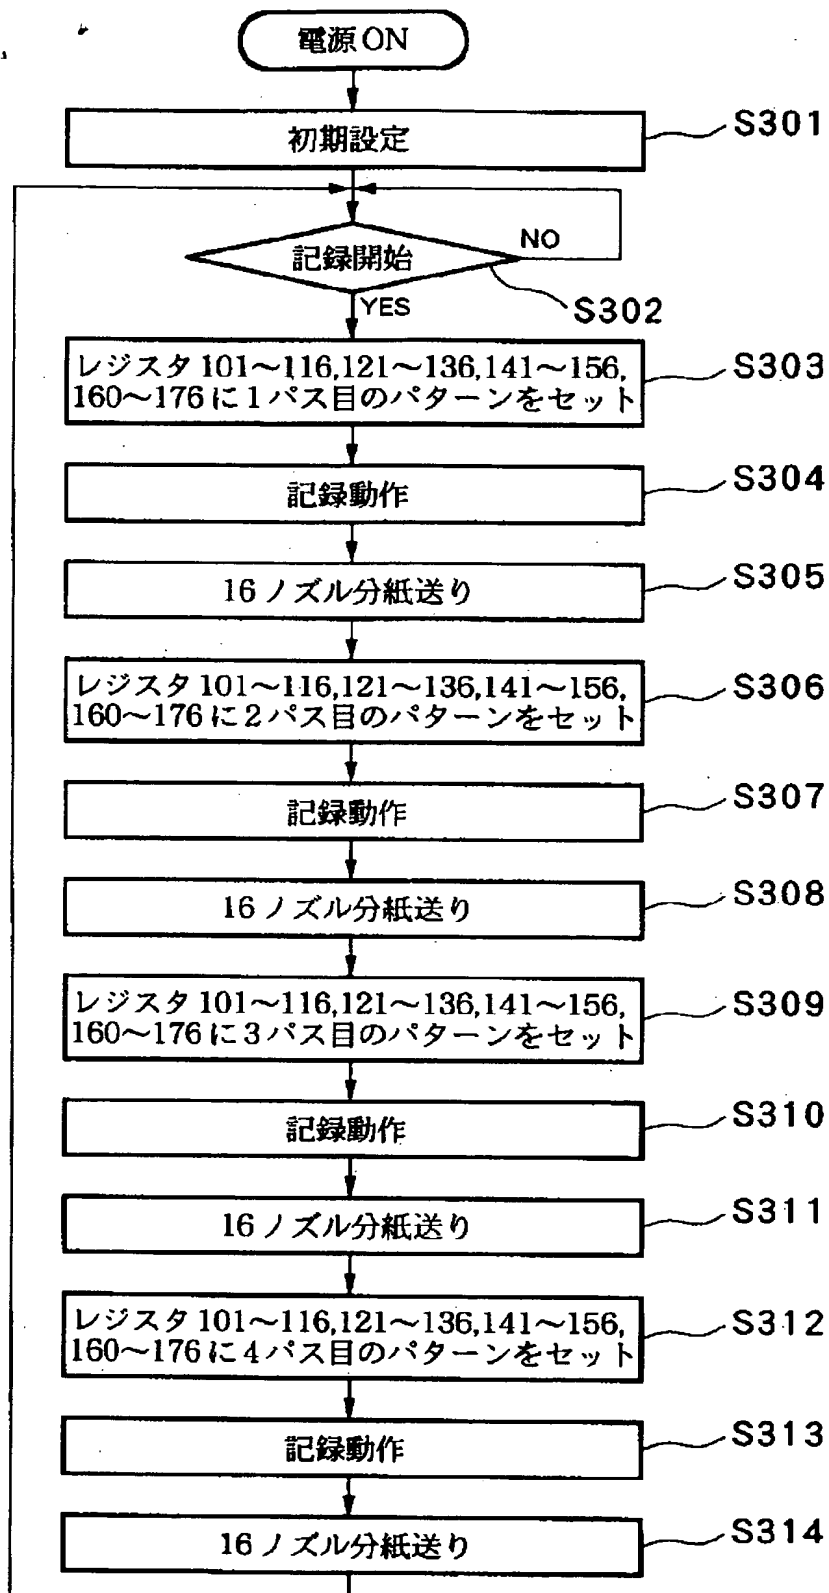 電源ON
初期設定
S301
記録開始
NO
S302
YES
レジスタ101～116,121～136,141～156,
160～176に1パス目のパターンをセット
S303
記録動作
S304
16ノズル分紙送り
S305
レジスタ101～116,121～136,141～156,
160～176に2パス目のパターンをセット
S306
記録動作
S307
16ノズル分紙送り
S308
レジスタ101～116,121～136,141～156,
160～176に3パス目のパターンをセット
S309
記録動作
S310
16ノズル分紙送り
S311
レジスタ101～116,121～136,141～156,
160～176に4パス目のパターンをセット
S312
記録動作
S313
16ノズル分紙送り
S314